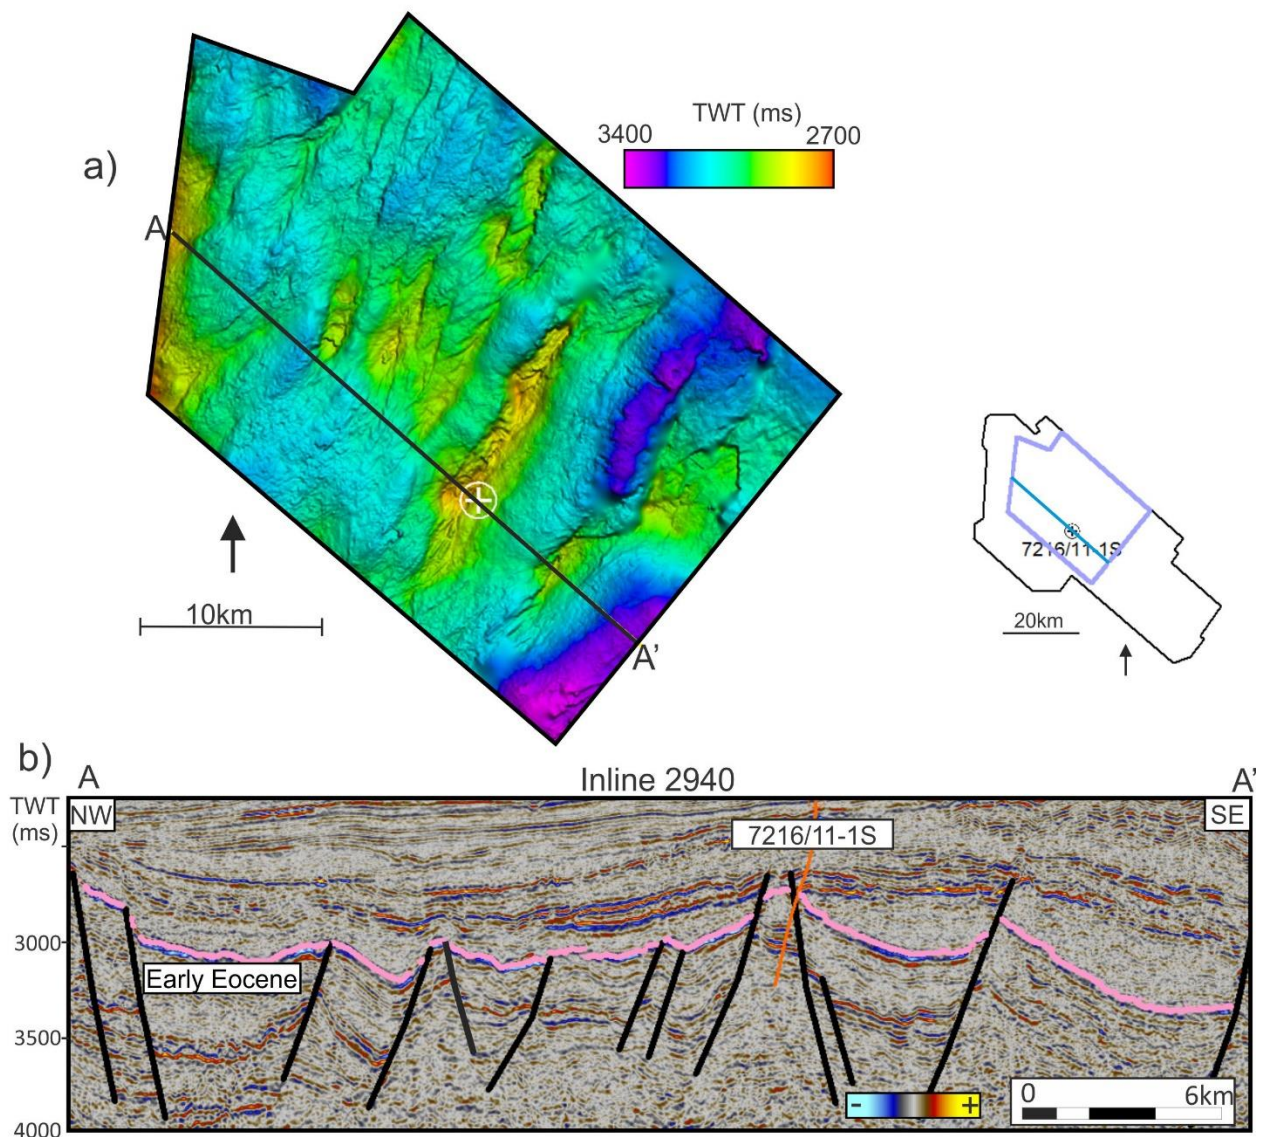 a)
TWT (ms)
3400 2700
A
A’
10km
7216/11-1S
20km
b)
A Inline 2940 A’
TWT
(ms)
NW
SE
7216/11-1S
3000
Early Eocene
3500
4000
- +
0 6km